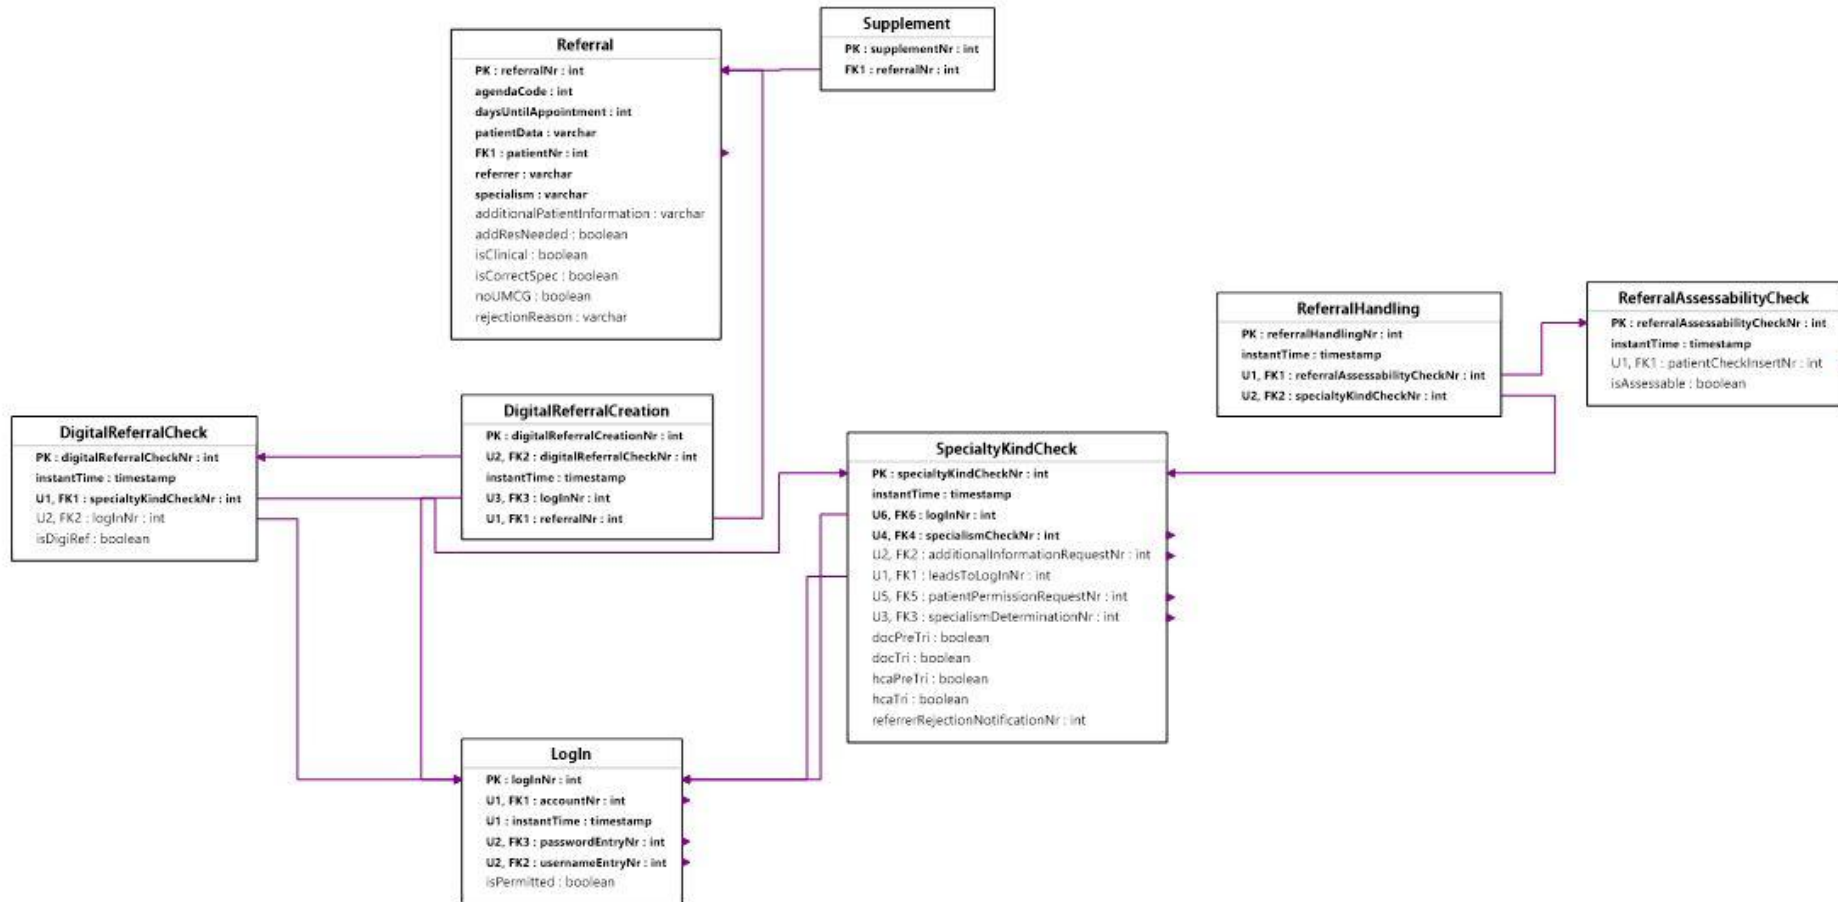 Supplement
PK : supplementNr : int
FK1 : referralNr : int
Referral
PK : referralNr : int
agendaCode : int
daysUntilAppointment : int
patientData : varchar
FK1 : patientNr : int
referrer : varchar
specialism : varchar
additionalPatientInformation : varchar
addResNeeded : boolean
isClinical : boolean
isCorrectSpec : boolean
noUMCG : boolean
rejectionReason : varchar
ReferralHandling
PK : referralHandlingNr : int
instantTime : timestamp
U1, FK1 : referralAssessabilityCheckNr : int
U2, FK2 : specialtyKindCheckNr : int
ReferralAssessabilityCheck
PK : referralAssessabilityCheckNr : int
instantTime : timestamp
U1, FK1 : patientCheckInsertNr : int
isAssessable : boolean
DigitalReferralCheck
PK : digitalReferralCheckNr : int
instantTime : timestamp
U1, FK1 : specialtyKindCheckNr : int
U2, FK2 : logInNr : int
isDigiRef : boolean
DigitalReferralCreation
PK : digitalReferralCreationNr : int
U2, FK2 : digitalReferralCheckNr : int
instantTime : timestamp
U3, FK3 : logInNr : int
U1, FK1 : referralNr : int
SpecialtyKindCheck
PK : specialtyKindCheckNr : int
instantTime : timestamp
U6, FK6 : logInNr : int
U4, FK4 : specialismCheckNr : int
U2, FK2 : additionalInformationRequestNr : int
U1, FK1 : leadsToLogInNr : int
U5, FK5 : patientPermissionRequestNr : int
U3, FK3 : specialismDeterminationNr : int
docPreTri : boolean
docTri : boolean
hcaPreTri : boolean
hcaTri : boolean
referrerRejectionNotificationNr : int
LogIn
PK : logInNr : int
U1, FK1 : accountNr : int
U1 : instantTime : timestamp
U2, FK3 : passwordEntryNr : int
U2, FK2 : usernameEntryNr : int
isPermitted : boolean